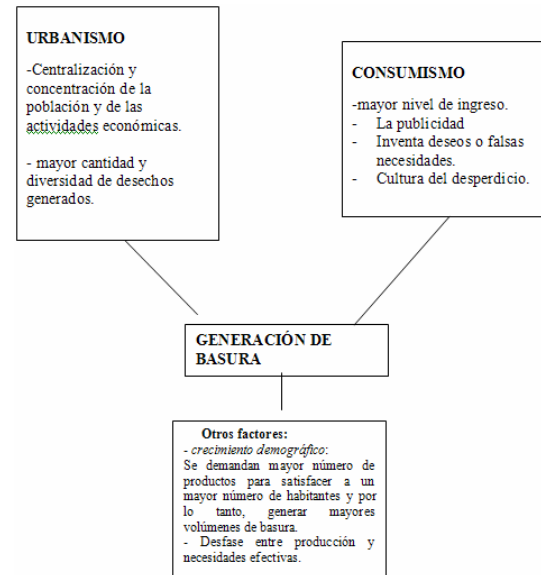 URBANISMO
-Centralización y
concentración de la
población y de las
actividades económicas.
- mayor cantidad y
diversidad de desechos
generados.
CONSUMISMO
-mayor nivel de ingreso.
- La publicidad
- Inventa deseos o falsas
necesidades.
- Cultura del desperdicio.
GENERACIÓN DE
BASURA
Otros factores:
- crecimiento demográfico:
Se demandan mayor número de
productos para satisfacer a un
mayor número de habitantes y por
lo tanto, generar mayores
volúmenes de basura.
- Desfase entre producción y
necesidades efectivas.